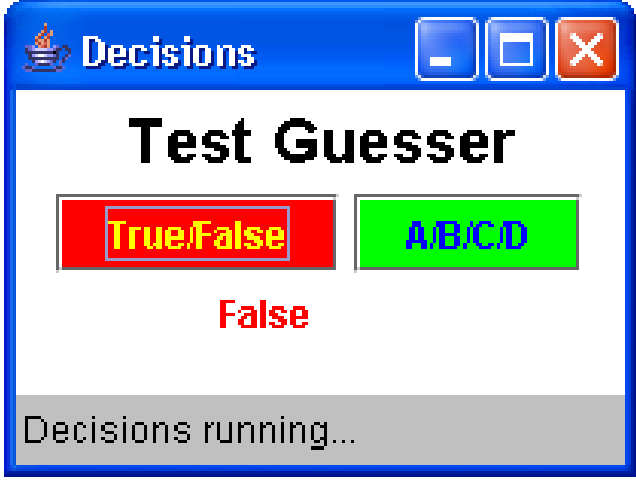 Decisions
Test Guesser
True/False A/B/C/D
False
Decisions running...